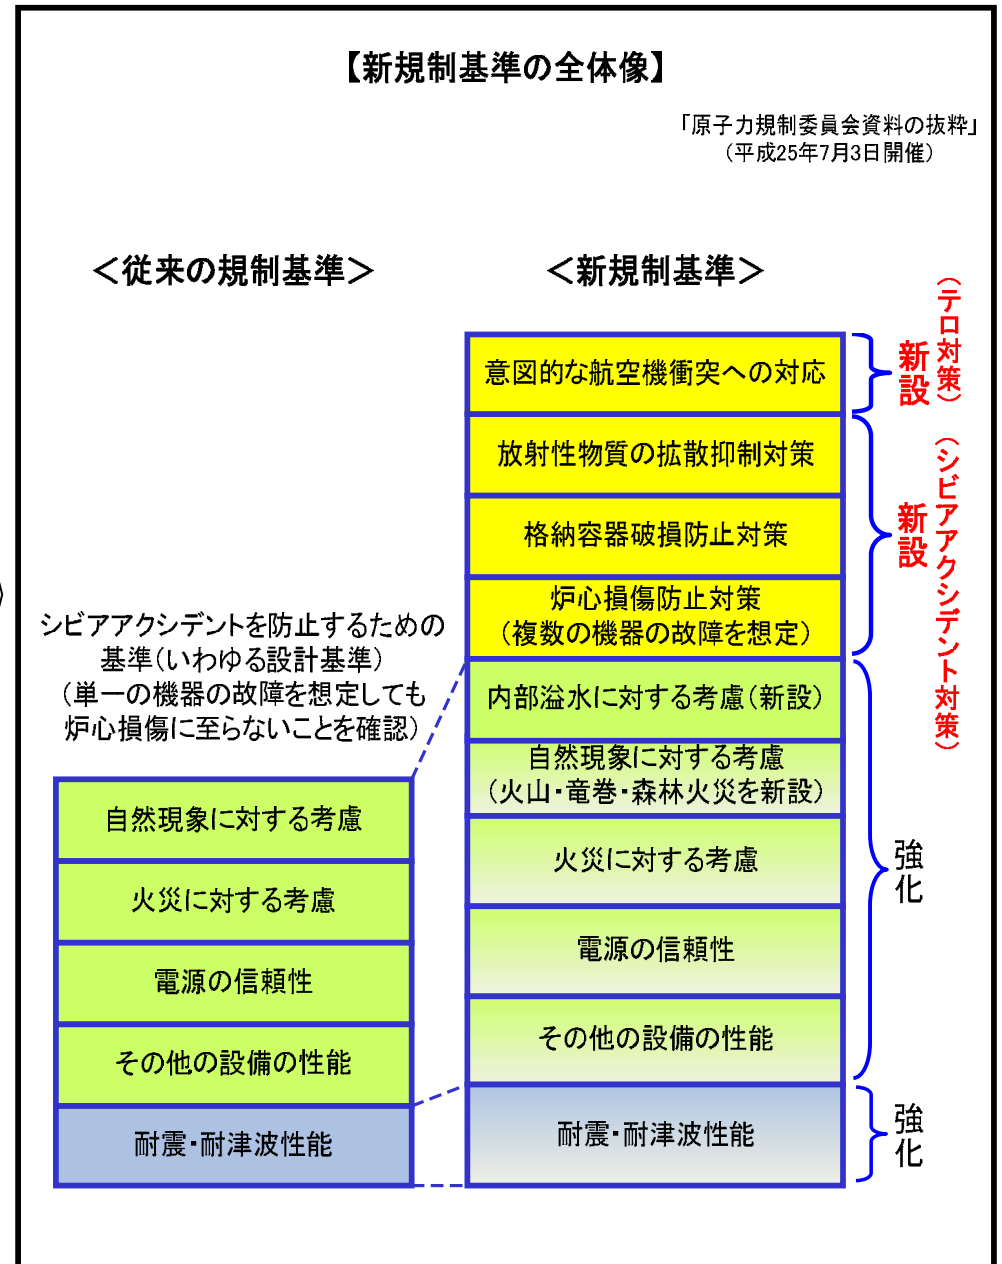 【新規制基準の全体像】
「原子力規制委員会資料の抜粋」
(平成25年7月3日開催)
<従来の規制基準>
シビアアクシデントを防止するための
基準(いわゆる設計基準)
(単一の機器の故障を想定しても
炉心損傷に至らないことを確認)
自然現象に対する考慮
火災に対する考慮
電源の信頼性
その他の設備の性能
耐震・耐津波性能
<新規制基準>
意図的な航空機衝突への対応
放射性物質の拡散抑制対策
格納容器破損防止対策
炉心損傷防止対策
(複数の機器の故障を想定)
内部溢水に対する考慮(新設)
自然現象に対する考慮
(火山・竜巻・森林火災を新設)
火災に対する考慮
電源の信頼性
その他の設備の性能
耐震・耐津波性能
新設
(テロ対策)
新設
(シビアアクシデント対策)
強化
強化